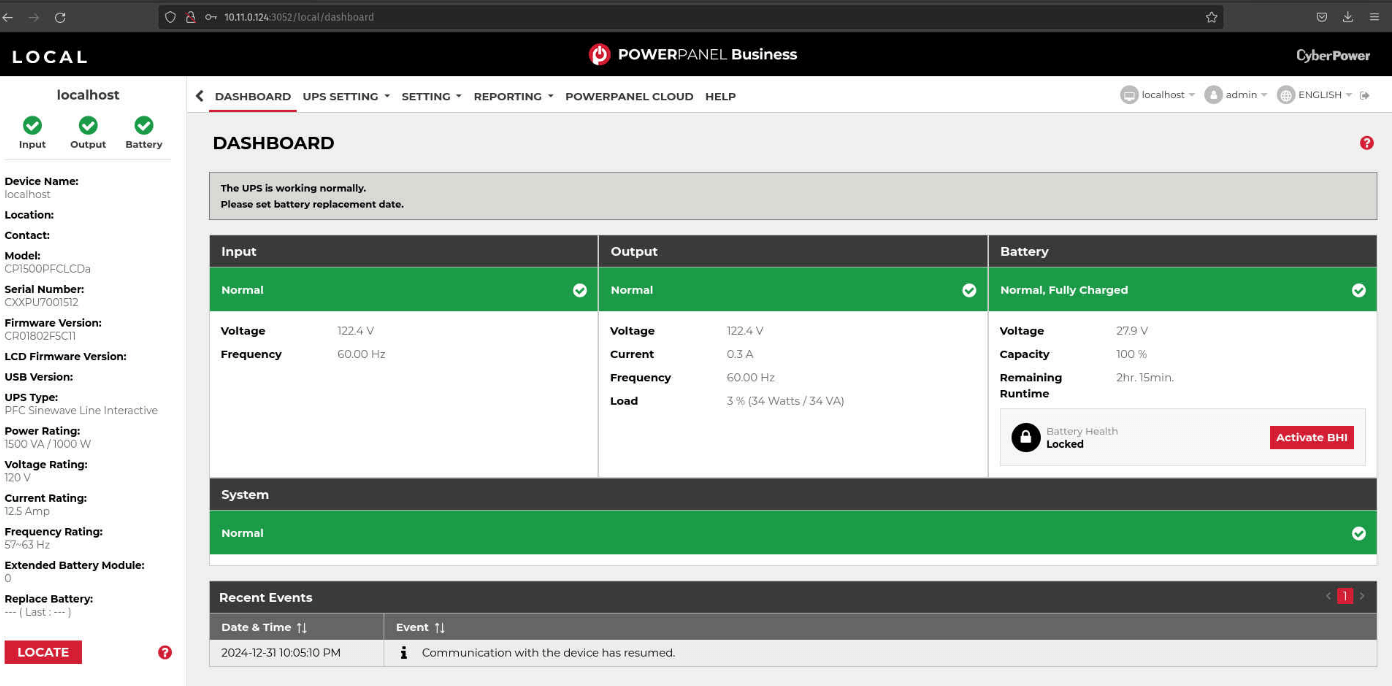 10.11.0.124:3052/local/dashboard
LOCAL
POWERPANEL Business
CyberPower
localhost
Input Output Battery
Device Name:
localhost
Location:
Contact:
Model:
CP1500PFCLCDa
Serial Number:
CXXPU7001512
Firmware Version:
CR01802F5C11
LCD Firmware Version:
USB Version:
UPS Type:
PFC Sinewave Line Interactive
Power Rating:
1500 VA / 1000 W
Voltage Rating:
120 V
Current Rating:
12.5 Amp
Frequency Rating:
57~63 Hz
Extended Battery Module:
0
Replace Battery:
--- ( Last : --- )
LOCATE ?
DASHBOARD UPS SETTING SETTING REPORTING POWERPANEL CLOUD HELP
localhost admin ENGLISH
DASHBOARD ?
The UPS is working normally.
Please set battery replacement date.
Input
Normal
Voltage 122.4 V
Frequency 60.00 Hz
Output
Normal
Voltage 122.4 V
Current 0.3 A
Frequency 60.00 Hz
Load 3 % (34 Watts / 34 VA)
Battery
Normal, Fully Charged
Voltage 27.9 V
Capacity 100 %
Remaining 2hr. 15min.
Runtime
Battery Health
Locked
Activate BHI
System
Normal
Recent Events < 1 >
Date & Time Event
2024-12-31 10:05:10 PM i Communication with the device has resumed.